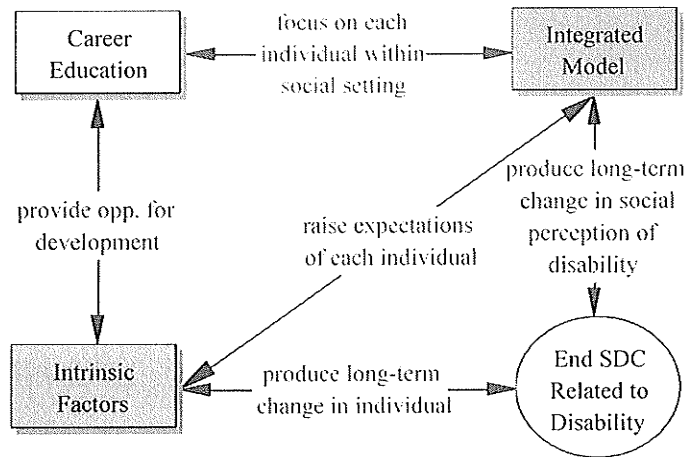 Career
Education
focus on each
individual within
social setting
Integrated
Model
provide opp. for
development
raise expectations
of each individual
produce long-term
change in social
perception of
disability
Intrinsic
Factors
produce long-term
change in individual
End SDC
Related to
Disability